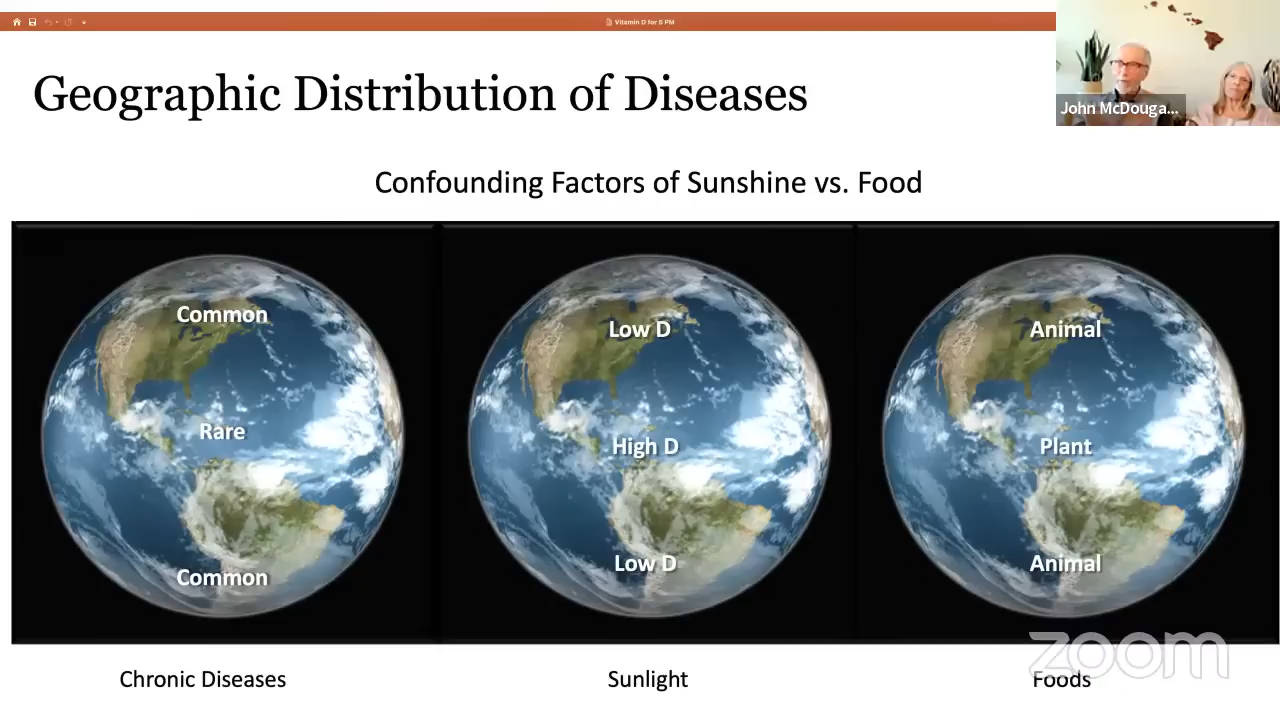 Vitamin D for 5 PM
Geographic Distribution of Diseases
John McDouga...
Confounding Factors of Sunshine vs. Food
Common
Low D
Animal
Rare
High D
Plant
Common
Low D
Animal
zoom
Chronic Diseases
Sunlight
Foods